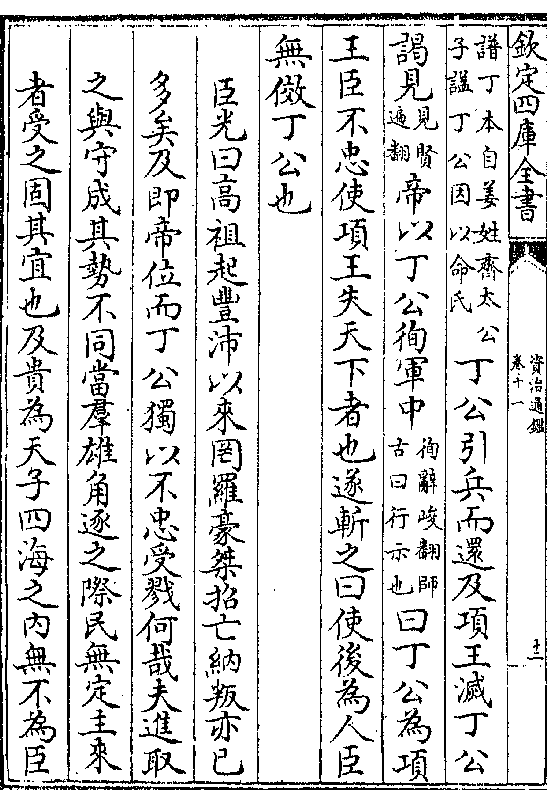 欽定四庫全書
資治通鑑
卷十一
十二
譜丁本自姜姓齊太公
子謚丁公因以命氏
丁公引兵而還及項王滅丁公
謁見見賢遍翻帝以丁公徇軍中徇辭峻翻師古曰行示也曰丁公為項
王臣不忠使項王失天下者也遂斬之曰使後為人臣
無傚丁公也
臣光曰高祖起豐沛以來罔羅豪桀招亡納叛亦已
多矣及即帝位而丁公獨以不忠受戮何哉夫進取
之與守成其勢不同當羣雄角逐之際民無定主來
者受之固其宜也及貴為天子四海之内無不為臣